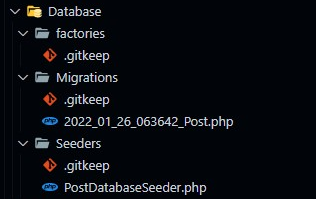 Database
factories
.gitkeep
Migrations
.gitkeep
2022_01_26_063642_Post.php
Seeders
.gitkeep
PostDatabaseSeeder.php